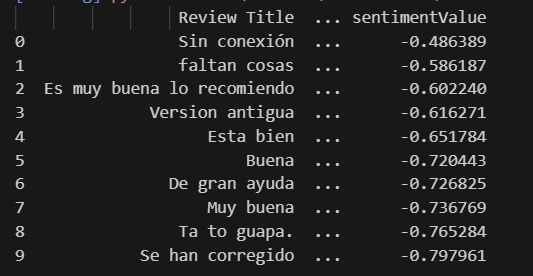 Review Title ... sentimentValue
0 Sin conexión ... -0.486389
1 faltan cosas ... -0.586187
2 Es muy buena lo recomiendo ... -0.602240
3 Version antigua ... -0.616271
4 Esta bien ... -0.651784
5 Buena ... -0.720443
6 De gran ayuda ... -0.726825
7 Muy buena ... -0.736769
8 Ta to guapa. ... -0.765284
9 Se han corregido ... -0.797961